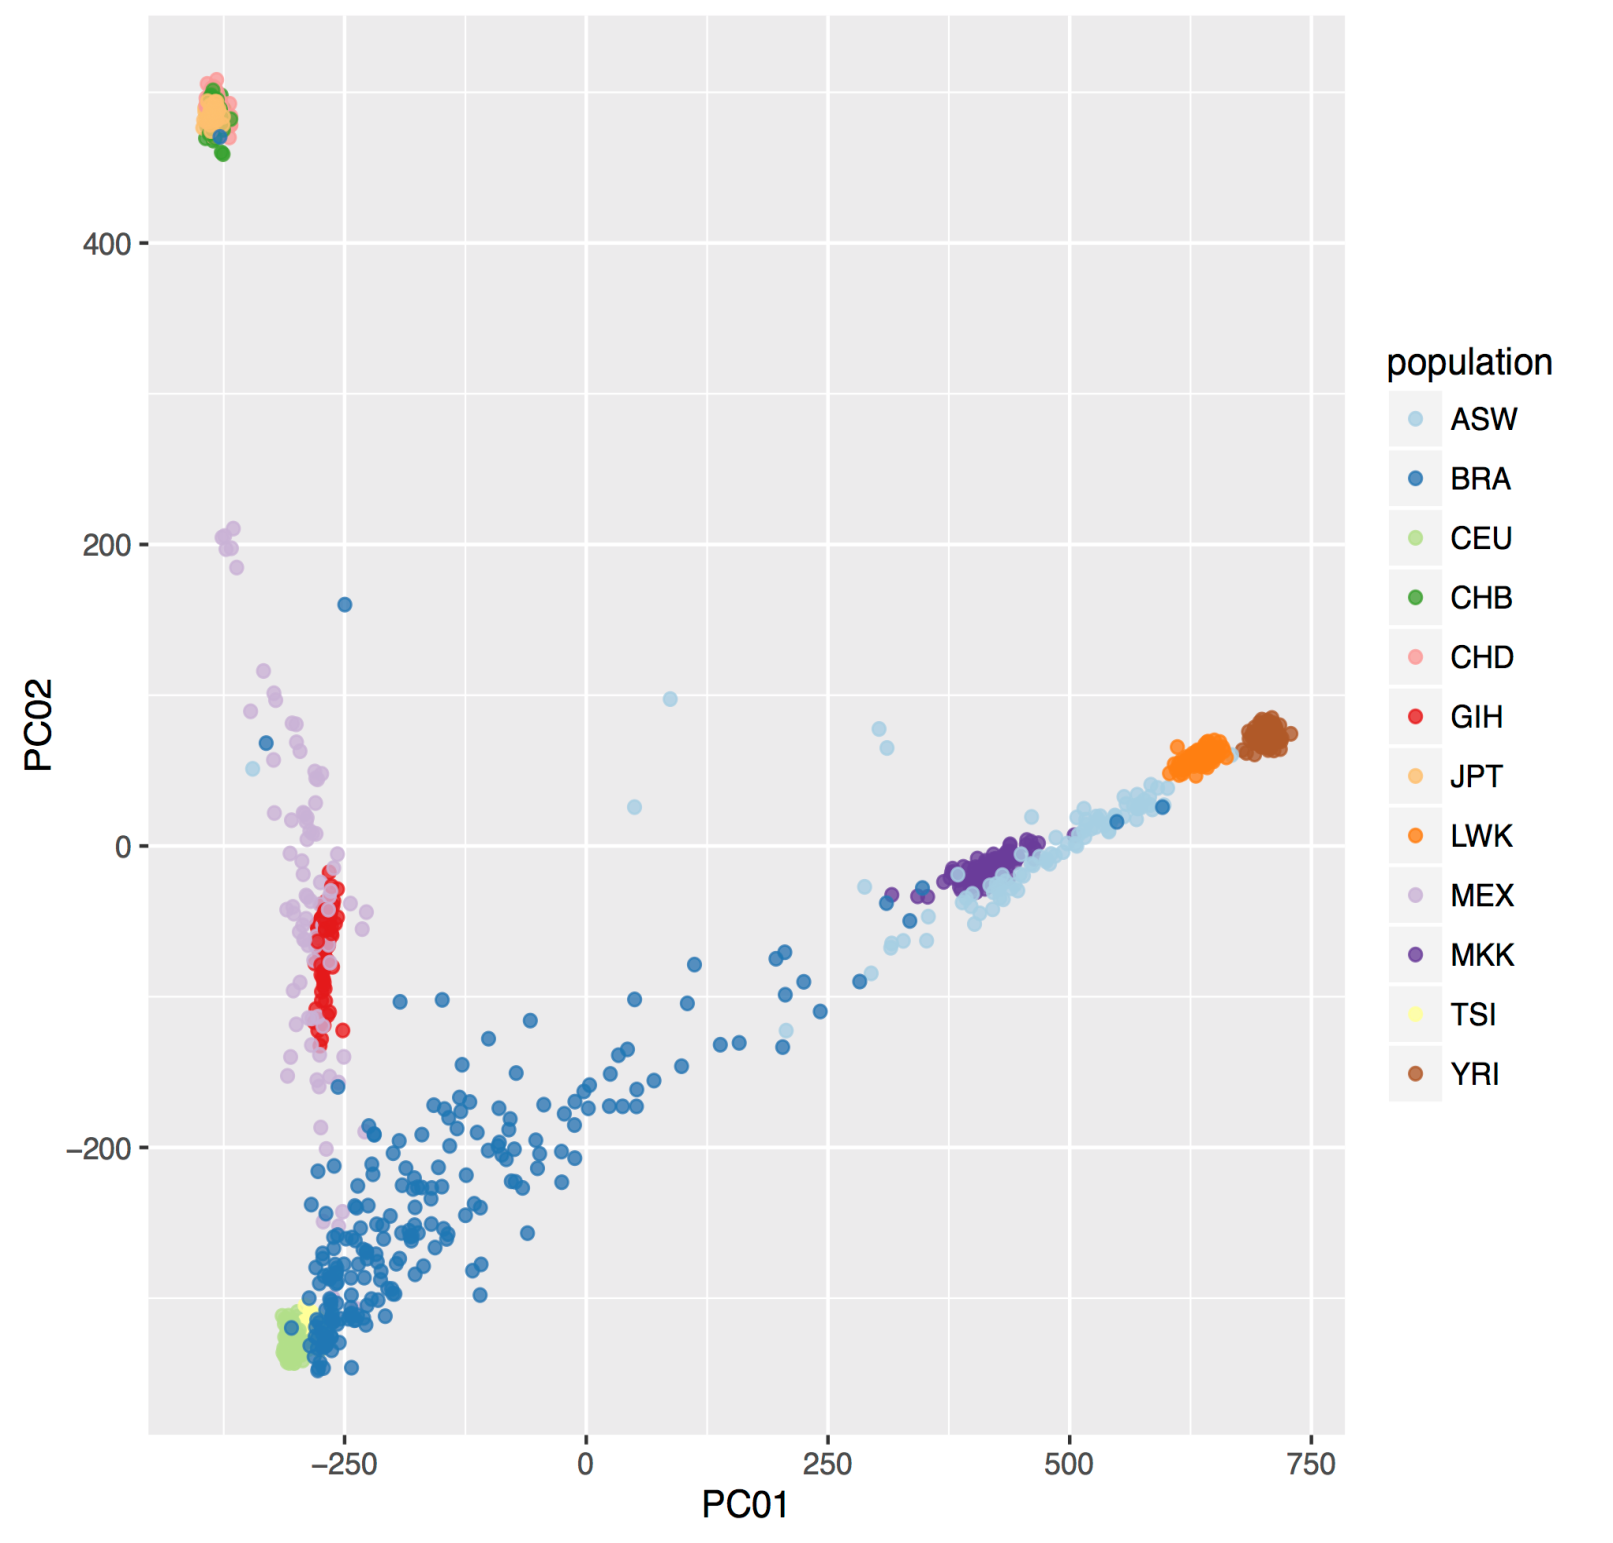 400
200
0
−200
PC02
−250
0
250
500
750
PC01
population
ASW
BRA
CEU
CHB
CHD
GIH
JPT
LWK
MEX
MKK
TSI
YRI